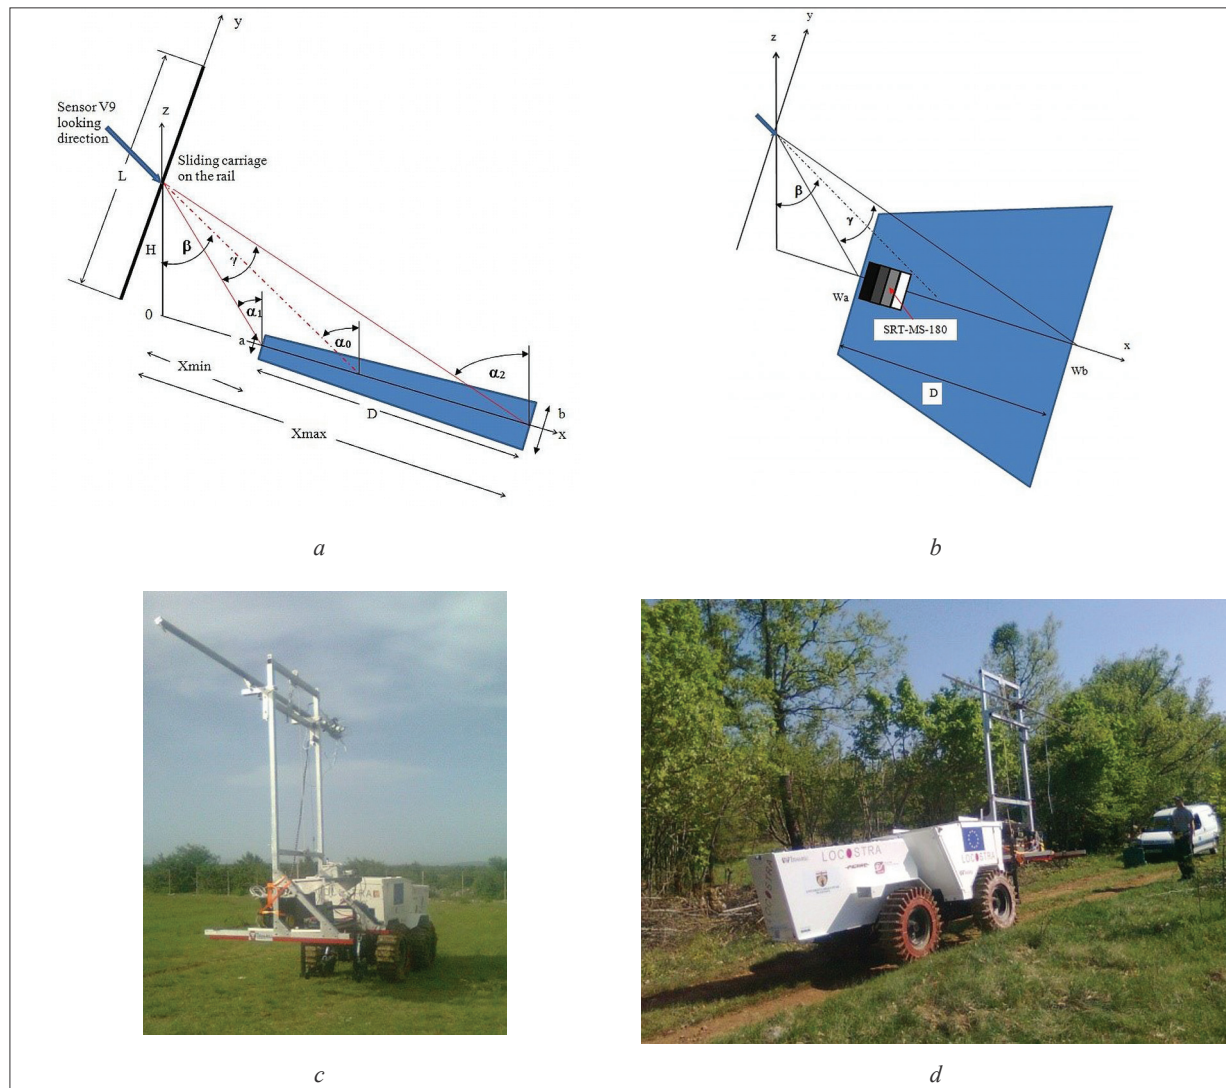 y
Sensor V9
looking
direction
z
Sliding carriage
on the rail
L
H
β
γ
0
α1
a
α0
α2
Xmin
D
b
x
Xmax
a
y
z
β
γ
Wa
SRT-MS-180
x
Wb
D
b
LOCOSTRA
LOCOSTRA
c
d